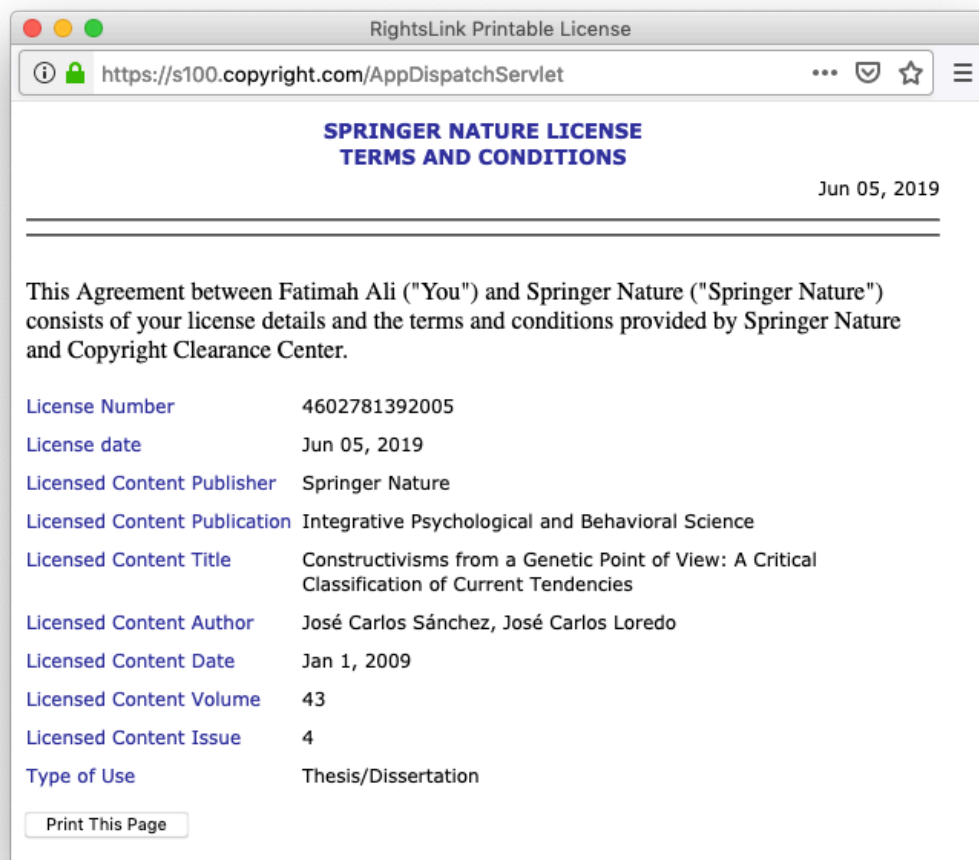 RightsLink Printable License
https://s100.copyright.com/AppDispatchServlet
SPRINGER NATURE LICENSE
TERMS AND CONDITIONS
Jun 05, 2019
This Agreement between Fatimah Ali ("You") and Springer Nature ("Springer Nature")
consists of your license details and the terms and conditions provided by Springer Nature
and Copyright Clearance Center.
License Number 4602781392005
License date Jun 05, 2019
Licensed Content Publisher Springer Nature
Licensed Content Publication Integrative Psychological and Behavioral Science
Licensed Content Title Constructivisms from a Genetic Point of View: A Critical
Classification of Current Tendencies
Licensed Content Author José Carlos Sánchez, José Carlos Loredo
Licensed Content Date Jan 1, 2009
Licensed Content Volume 43
Licensed Content Issue 4
Type of Use Thesis/Dissertation
Print This Page